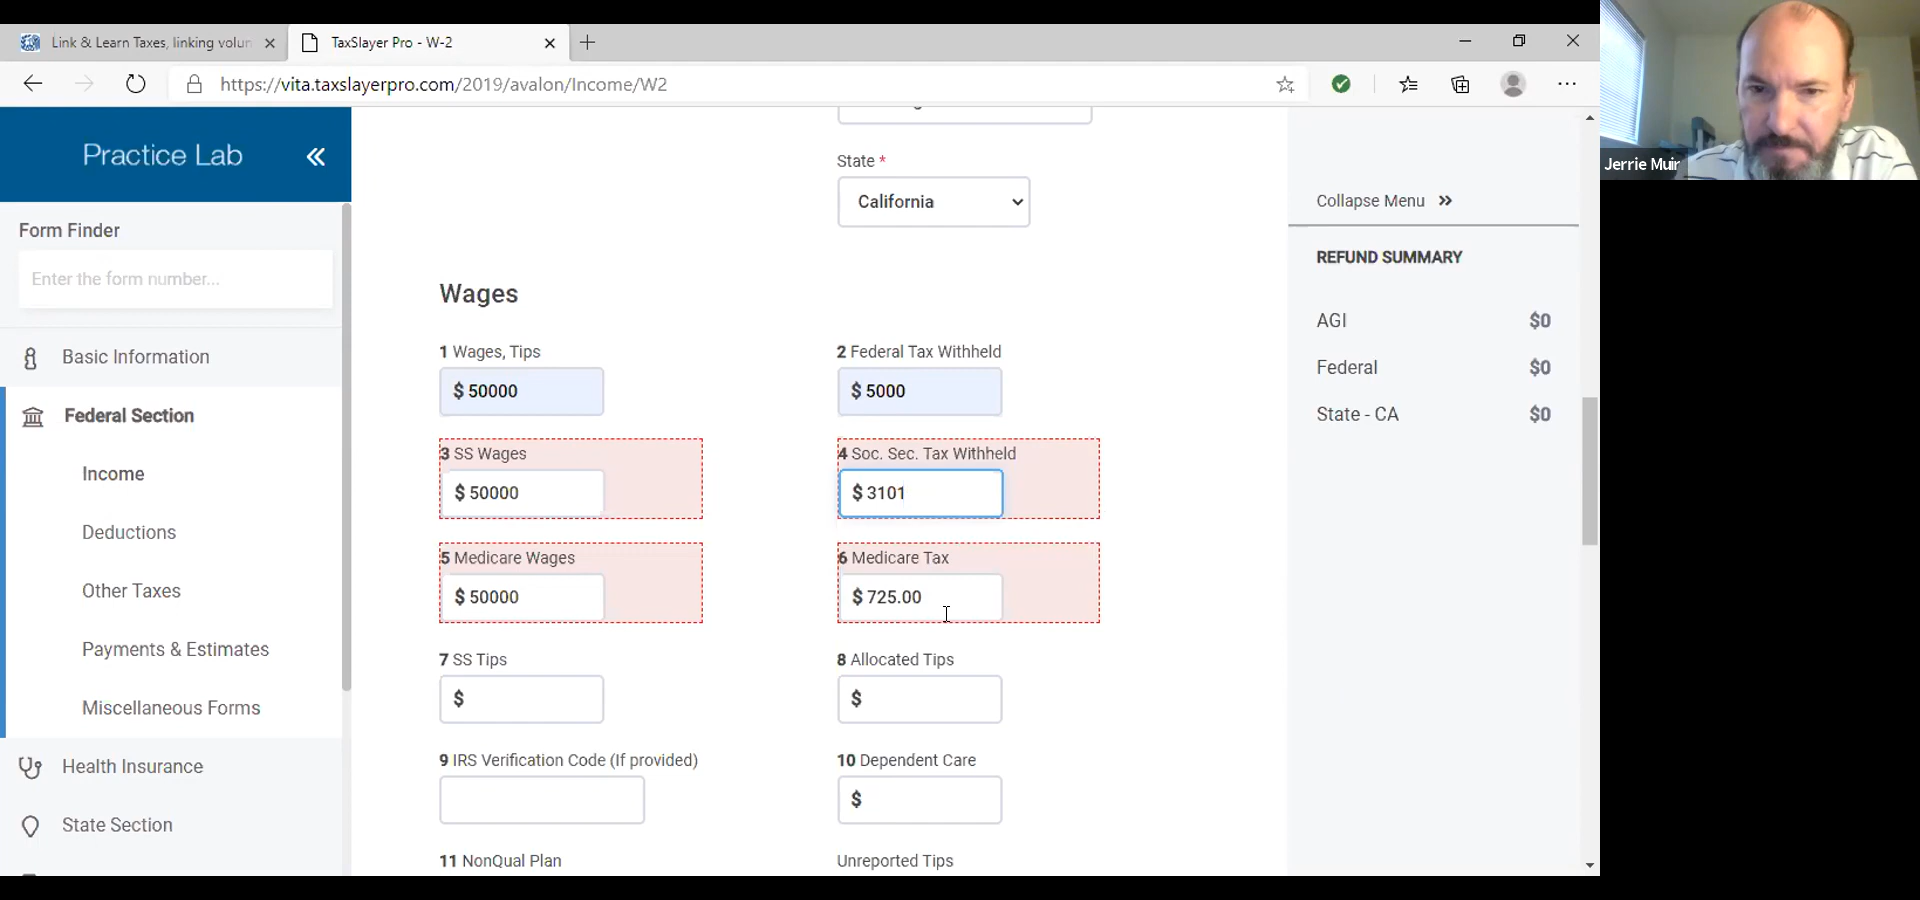 Link & Learn Taxes, linking volun
TaxSlayer Pro - W-2
https://vita.taxslayerpro.com/2019/avalon/Income/W2
Jerrie Muir
Practice Lab
Form Finder
Enter the form number...
Basic Information
Federal Section
Income
Deductions
Other Taxes
Payments & Estimates
Miscellaneous Forms
Health Insurance
State Section
State *
California
Wages
1 Wages, Tips
$ 50000
2 Federal Tax Withheld
$ 5000
3 SS Wages
$ 50000
4 Soc. Sec. Tax Withheld
$ 3101
5 Medicare Wages
$ 50000
6 Medicare Tax
$ 725.00
7 SS Tips
$
8 Allocated Tips
$
9 IRS Verification Code (If provided)
10 Dependent Care
$
11 NonQual Plan
Unreported Tips
Collapse Menu
REFUND SUMMARY
AGI $0
Federal $0
State - CA $0